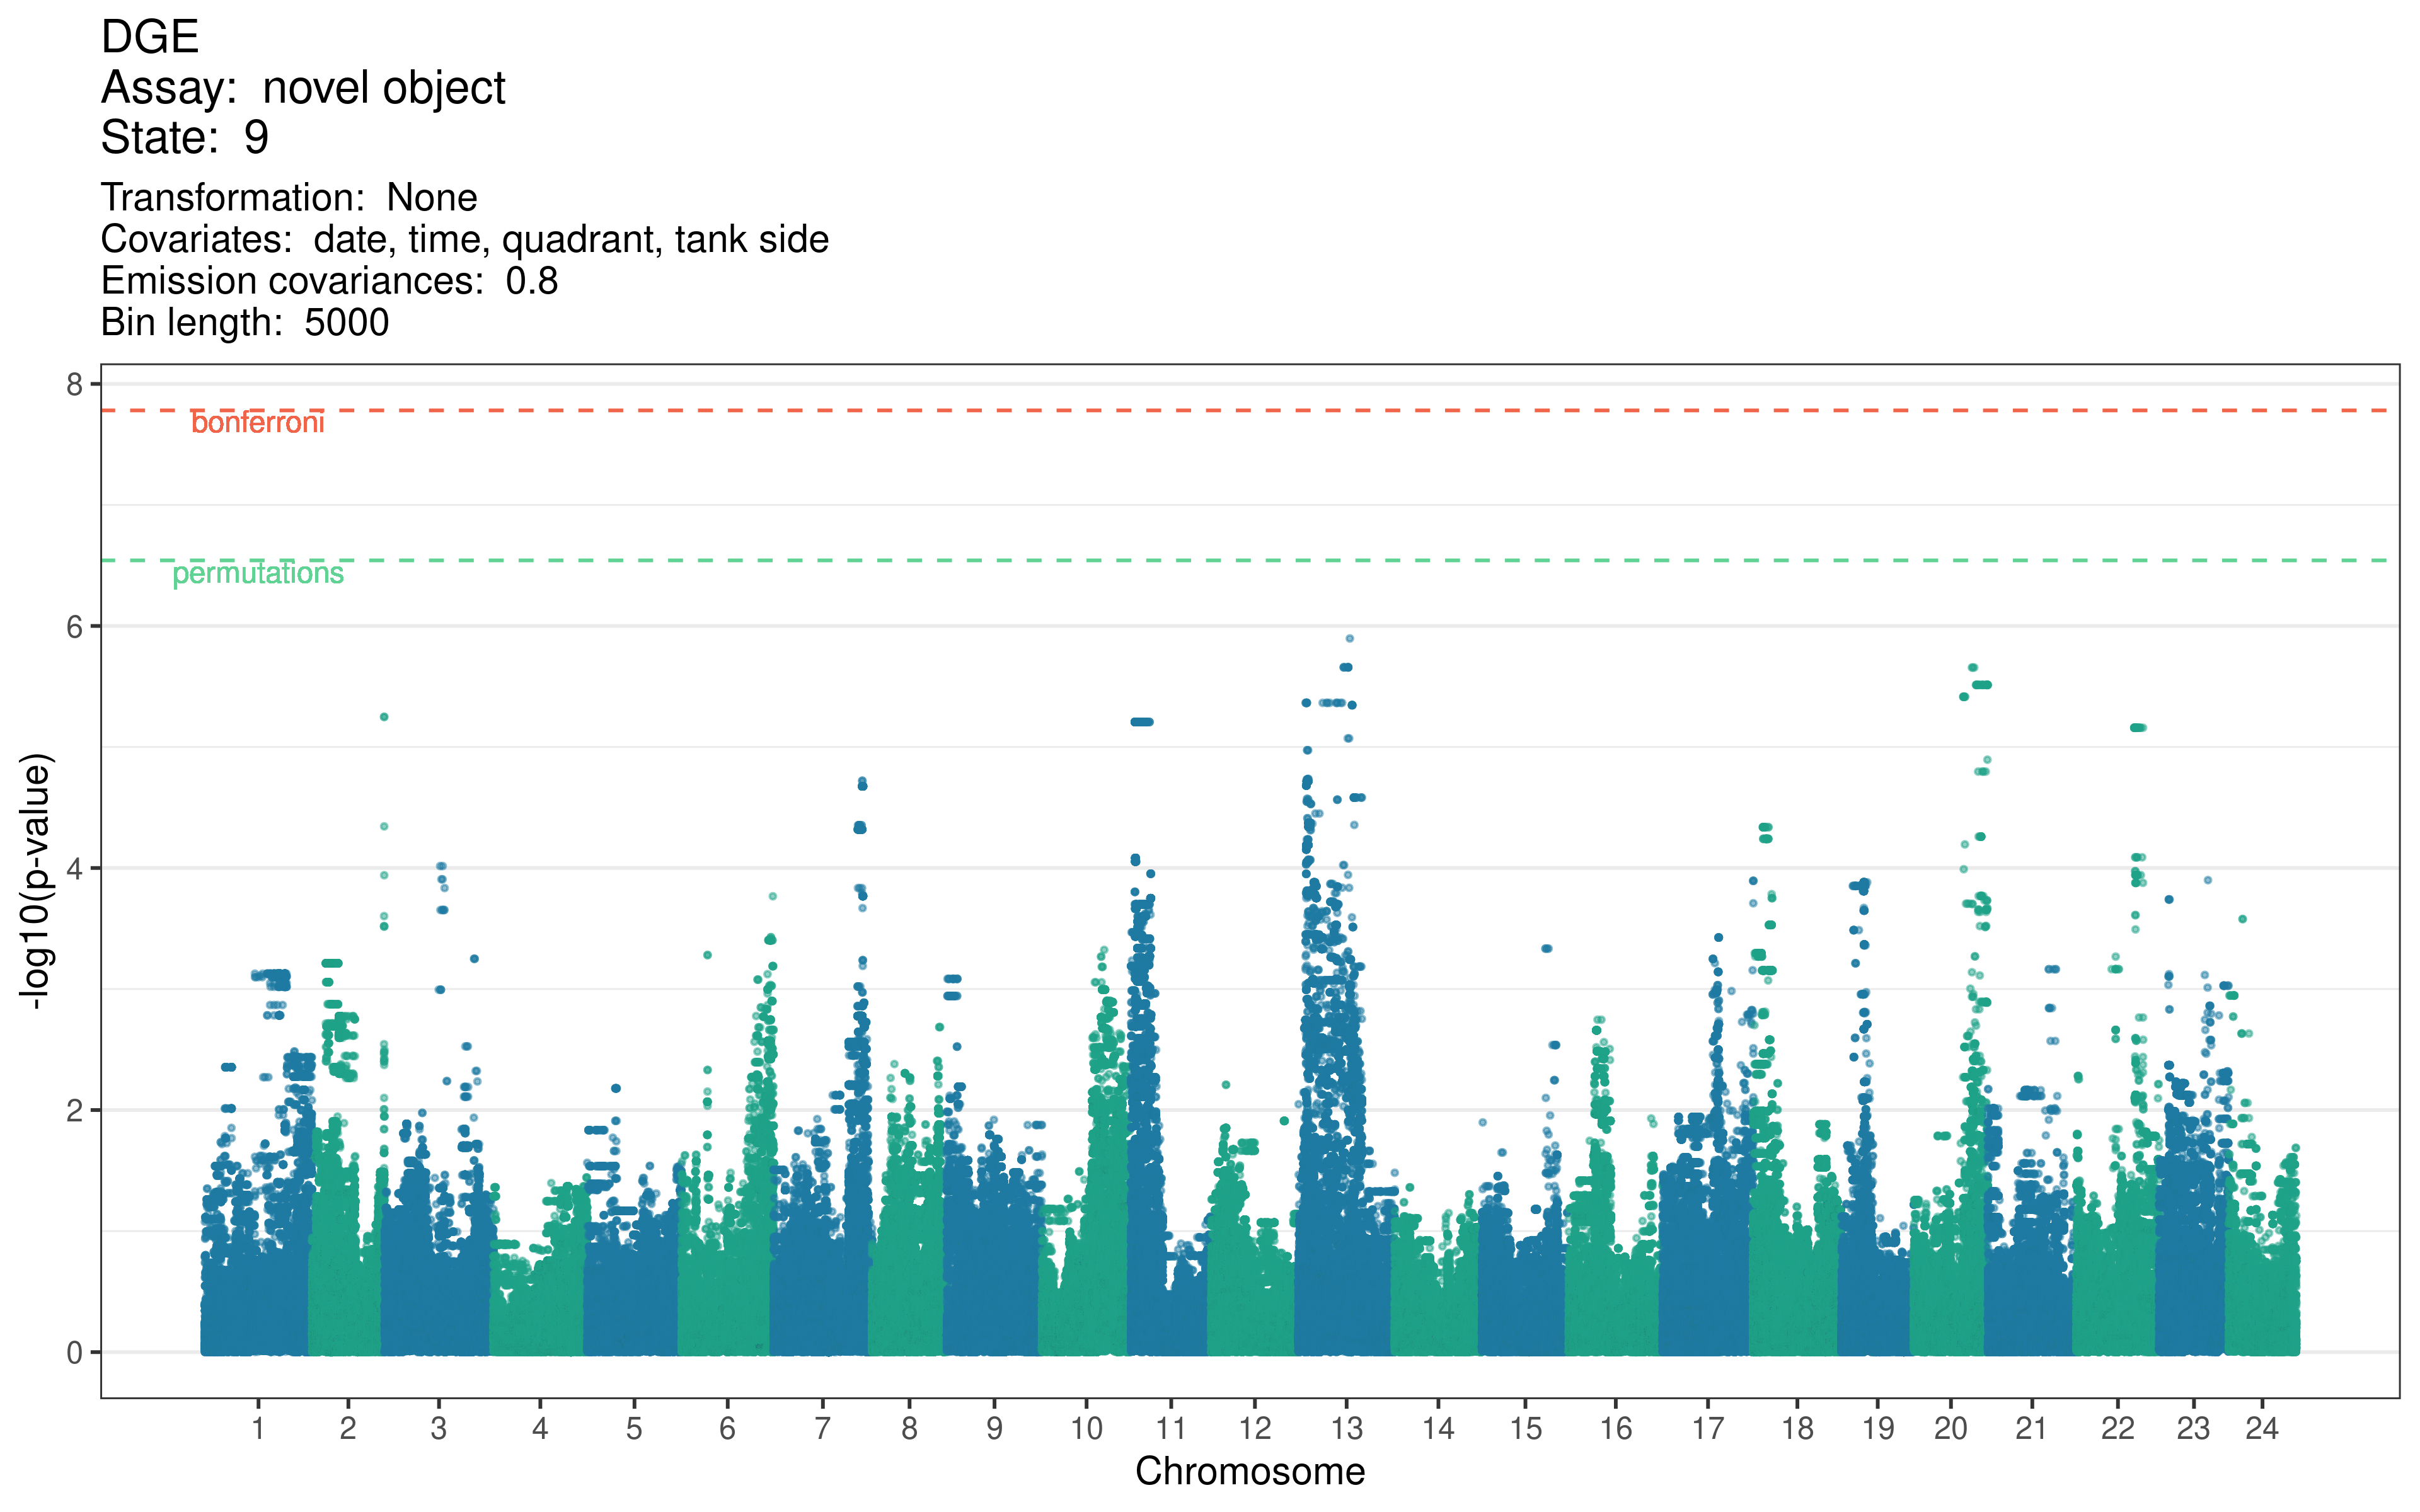 DGE
Assay:  novel object
State:  9
Transformation:  None
Covariates:  date, time, quadrant, tank side
Emission covariances:  0.8
Bin length:  5000
8
bonferroni
permutations
6
4
2
0
-log10(p-value)
1 2 3 4 5 6 7 8 9 10 11 12 13 14 15 16 17 18 19 20 21 22 23 24
Chromosome